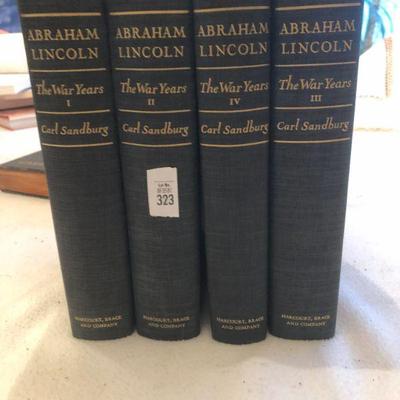 ABRAHAM
LINCOLN
The War Years
I
Carl Sandburg
HARCOURT, BRACE
AND COMPANY
ABRAHAM
LINCOLN
The War Years
II
Carl Sandburg
Lot No.
323
HARCOURT, BRACE
AND COMPANY
ABRAHAM
LINCOLN
The War Years
IV
Carl Sandburg
HARCOURT, BRACE
AND COMPANY
ABRAHAM
LINCOLN
The War Years
III
Carl Sandburg
HARCOURT, BRACE
AND COMPANY